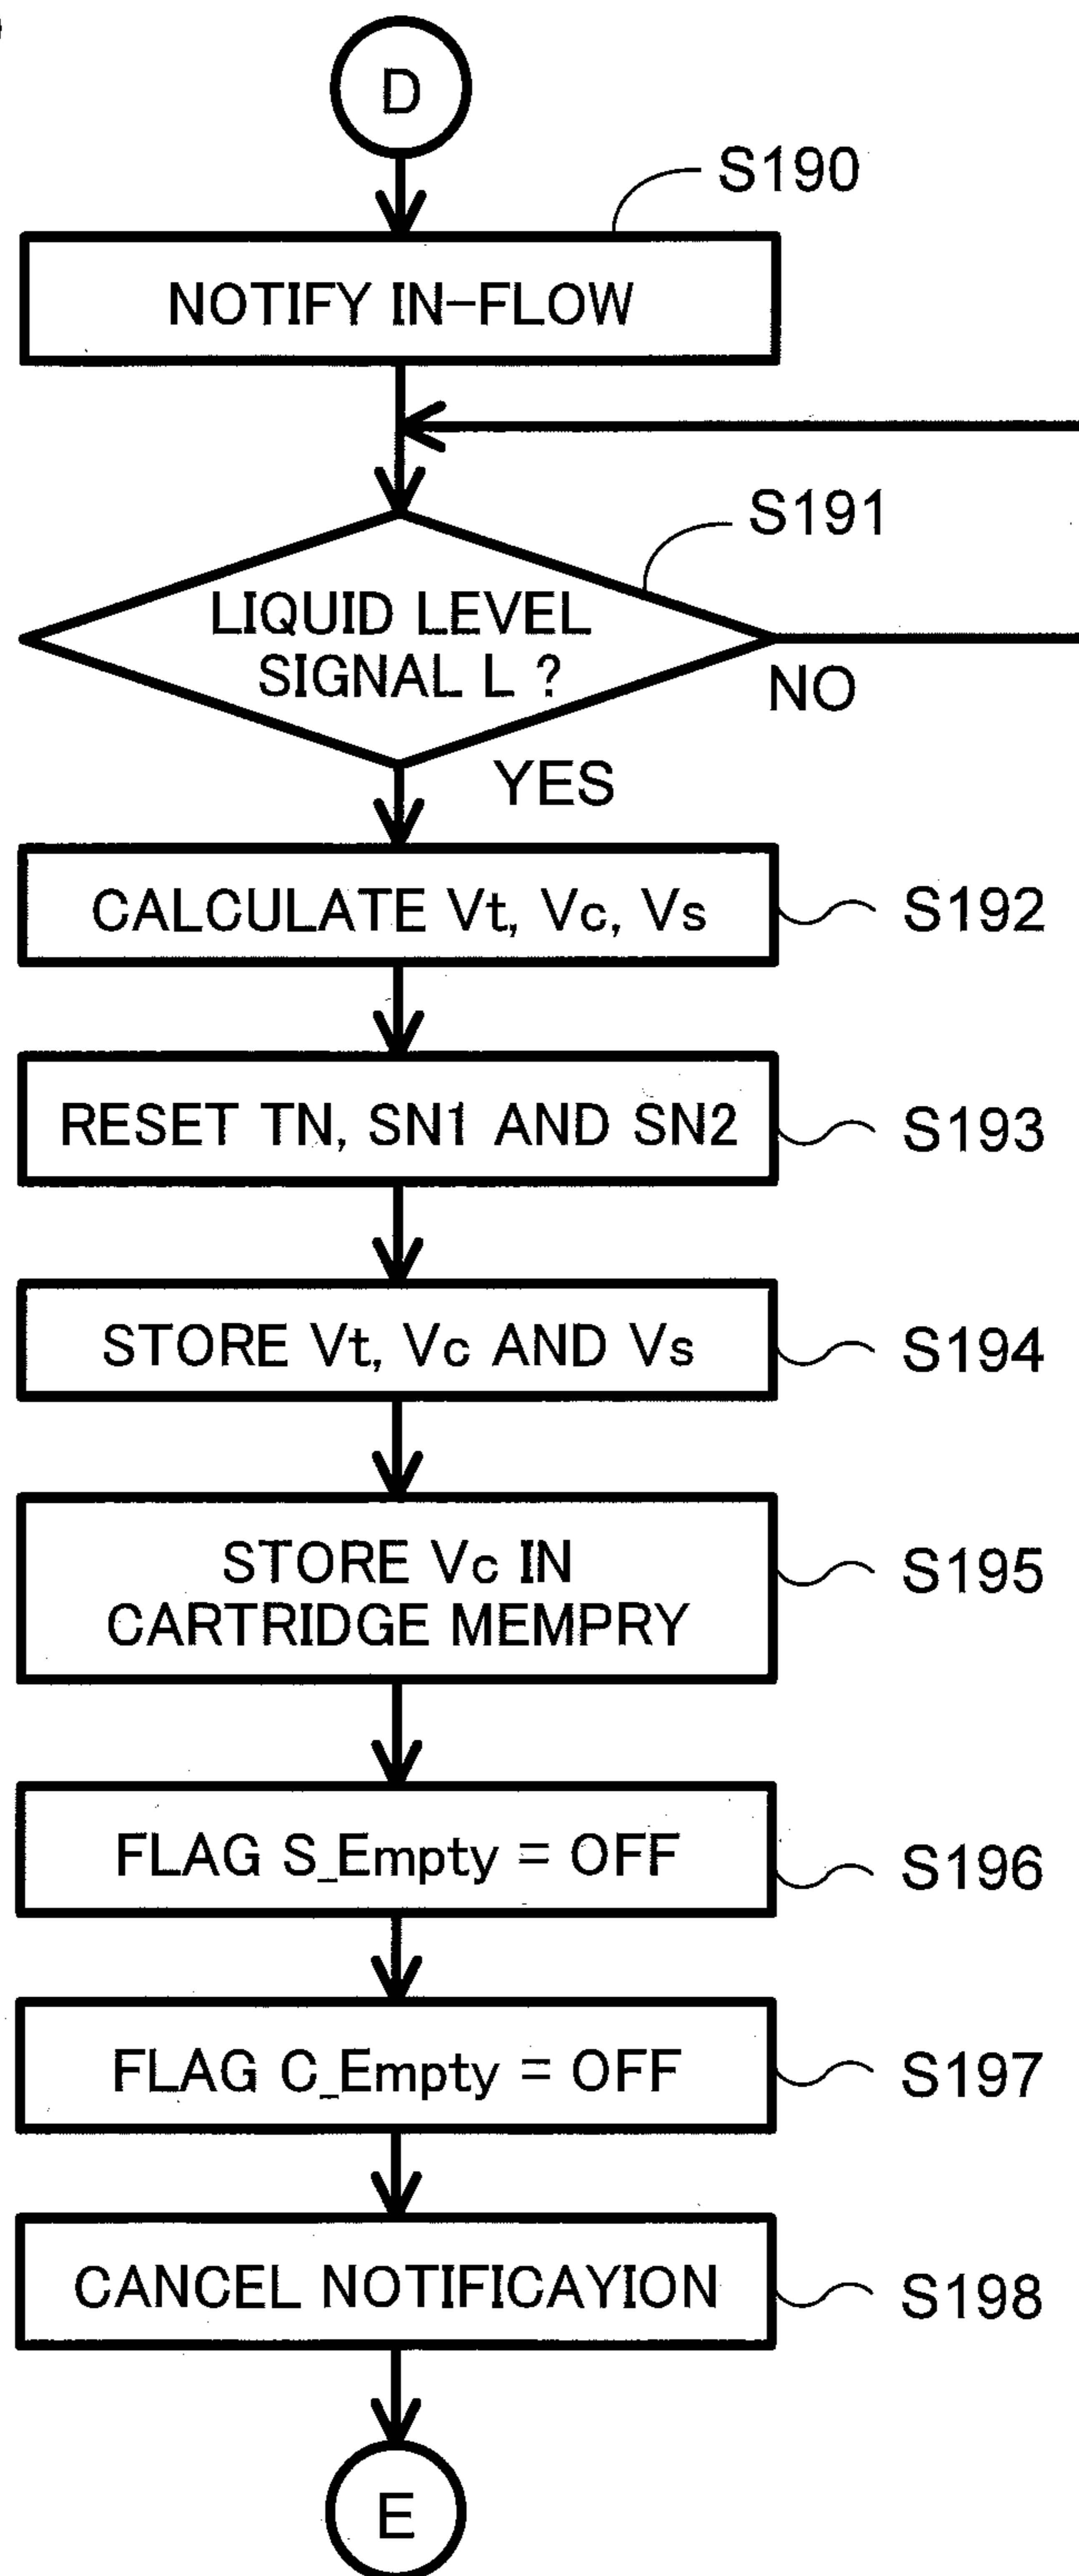 D
S190
NOTIFY IN-FLOW
S191
LIQUID LEVEL
SIGNAL L ?
NO
YES
CALCULATE Vt, Vc, Vs
S192
RESET TN, SN1 AND SN2
S193
STORE Vt, Vc AND Vs
S194
STORE Vc IN
CARTRIDGE MEMPRY
S195
FLAG S_Empty = OFF
S196
FLAG C_Empty = OFF
S197
CANCEL NOTIFICAYION
S198
E